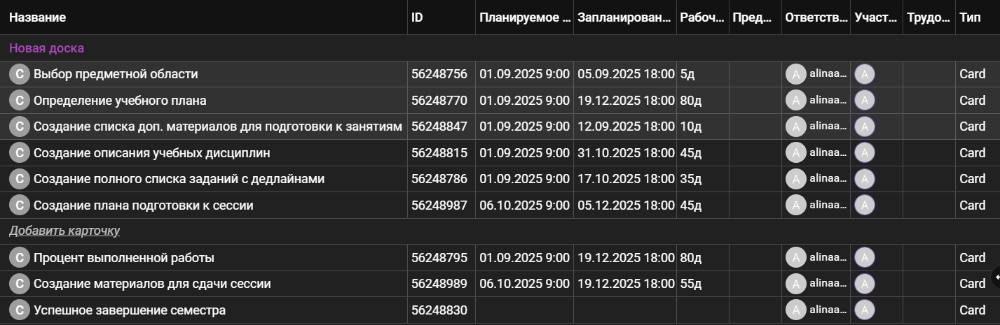 Название ID Планируемое ... Запланирован... Рабоч... Пред... Ответств... Участ... Трудо... Тип
Новая доска
C Выбор предметной области 56248756 01.09.2025 9:00 05.09.2025 18:00 5д A alinaa... A Card
C Определение учебного плана 56248770 01.09.2025 9:00 19.12.2025 18:00 80д A alinaa... A Card
C Создание списка доп. материалов для подготовки к занятиям 56248847 01.09.2025 9:00 12.09.2025 18:00 10д A alinaa... A Card
C Создание описания учебных дисциплин 56248815 01.09.2025 9:00 31.10.2025 18:00 45д A alinaa... A Card
C Создание полного списка заданий с дедлайнами 56248786 01.09.2025 9:00 17.10.2025 18:00 35д A alinaa... A Card
C Создание плана подготовки к сессии 56248987 06.10.2025 9:00 05.12.2025 18:00 45д A alinaa... A Card
Добавить карточку
C Процент выполненной работы 56248795 01.09.2025 9:00 19.12.2025 18:00 80д A alinaa... A Card
C Создание материалов для сдачи сессии 56248989 06.10.2025 9:00 19.12.2025 18:00 55д A alinaa... A Card
C Успешное завершение семестра 56248830 A alinaa... A Card